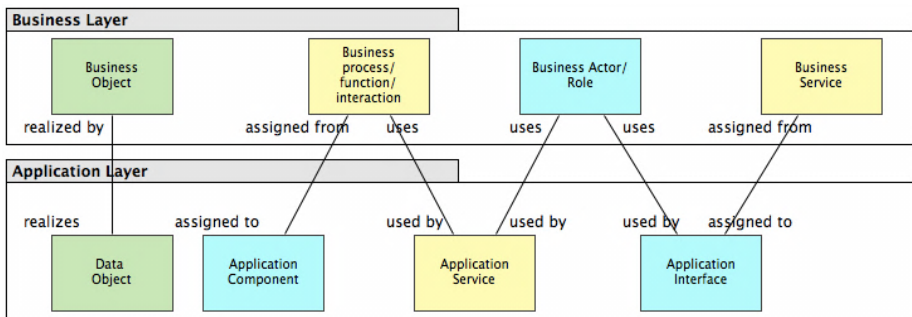 Business Layer
Business
Object
Business
process/
function/
interaction
Business Actor/
Role
Business
Service
realized by
assigned from
uses
uses
uses
assigned from
Application Layer
realizes
assigned to
used by
used by
used by
assigned to
Data
Object
Application
Component
Application
Service
Application
Interface